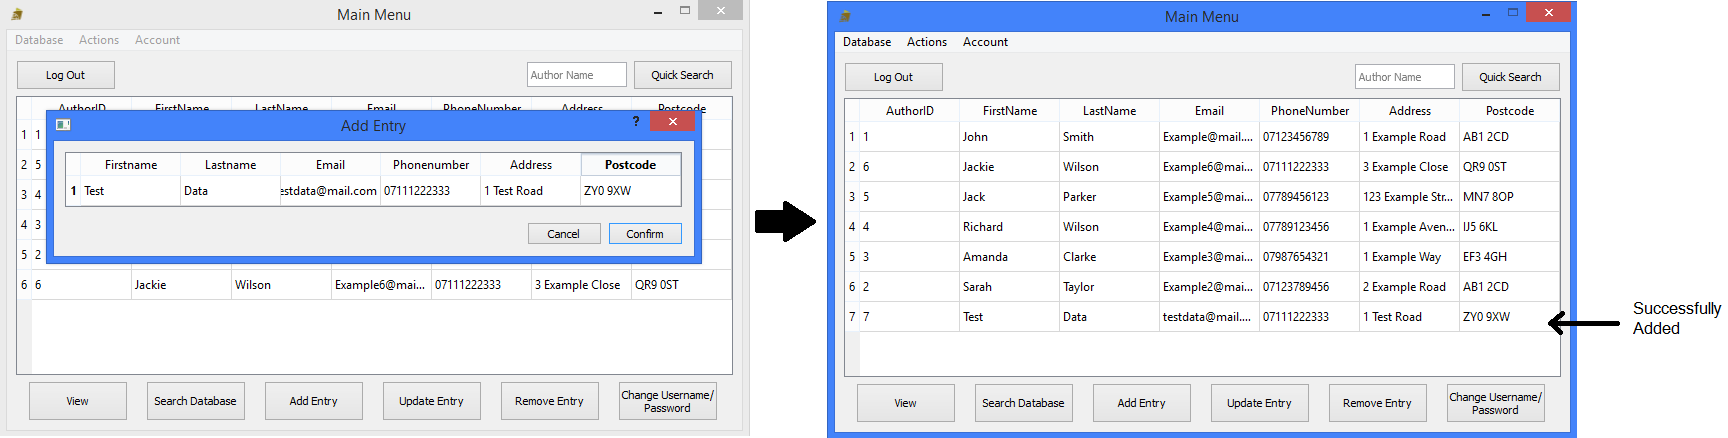 Main Menu
Database Actions Account
Log Out Author Name Quick Search
AuthorID FirstName LastName Email PhoneNumber Address Postcode
1 1
Add Entry ?
2 5
Firstname Lastname Email Phonenumber Address Postcode
1 Test Data estdata@mail.com 07111222333 1 Test Road ZY0 9XW
3 4
4 3
Cancel Confirm
5 2
6 6 Jackie Wilson Example6@mai... 07111222333 3 Example Close QR9 0ST
View Search Database Add Entry Update Entry Remove Entry Change Username/
Password
Main Menu
Database Actions Account
Log Out Author Name Quick Search
AuthorID FirstName LastName Email PhoneNumber Address Postcode
1 1 John Smith Example@mail.... 07123456789 1 Example Road AB1 2CD
2 6 Jackie Wilson Example6@mai... 07111222333 3 Example Close QR9 0ST
3 5 Jack Parker Example5@mai... 07789456123 123 Example Str... MN7 8OP
4 4 Richard Wilson Example4@mai... 07789123456 1 Example Aven... IJ5 6KL
5 3 Amanda Clarke Example3@mai... 07987654321 1 Example Way EF3 4GH
6 2 Sarah Taylor Example2@mai... 07123789456 2 Example Road AB1 2CD
7 7 Test Data testdata@mail.... 07111222333 1 Test Road ZY0 9XW
View Search Database Add Entry Update Entry Remove Entry Change Username/
Password
Successfully
Added